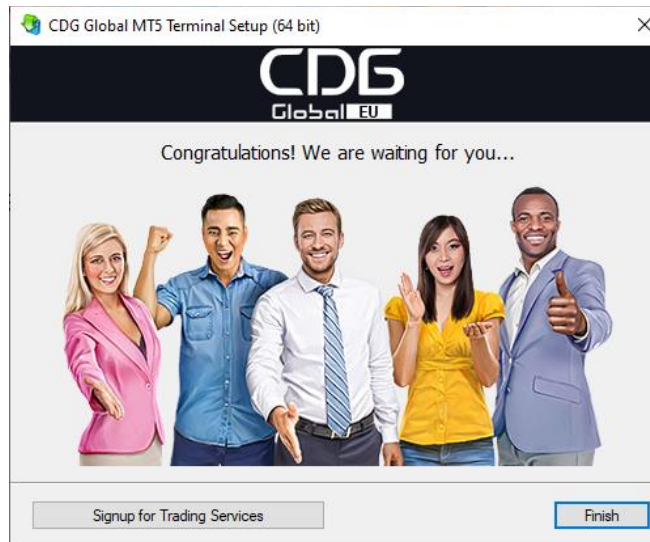 CDG Global MT5 Terminal Setup (64 bit)
CDG
Global EU
Congratulations! We are waiting for you...
Signup for Trading Services
Finish